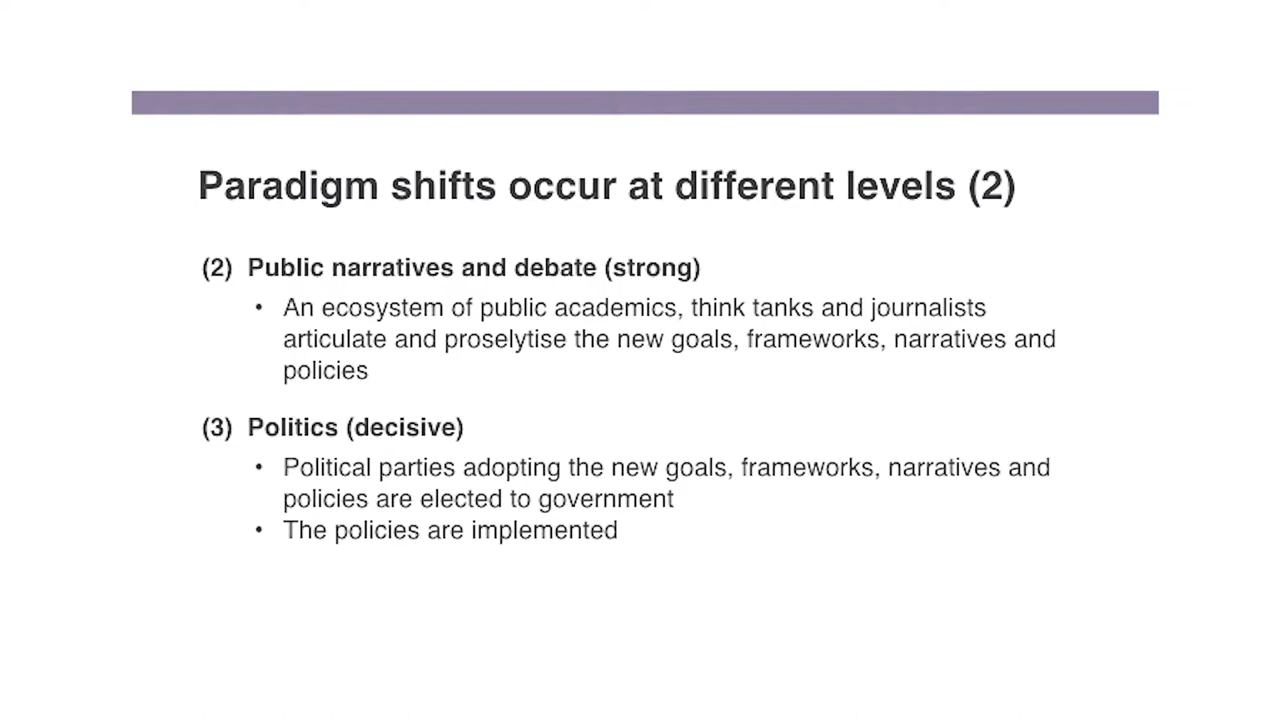 Paradigm shifts occur at different levels (2)
(2) Public narratives and debate (strong)
• An ecosystem of public academics, think tanks and journalists
articulate and proselytise the new goals, frameworks, narratives and
policies
(3) Politics (decisive)
• Political parties adopting the new goals, frameworks, narratives and
policies are elected to government
• The policies are implemented